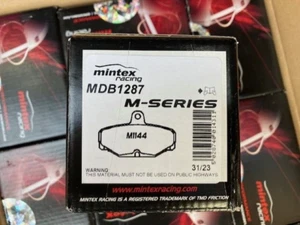 mintex
racing
MDB1287
M-SERIES
M1144
31/23
WARNING
THIS MATERIAL MUST NOT BE USED ON PUBLIC HIGHWAYS
www.mintexracing.com
MINTEX RACING IS A REGISTERED TRADEMARK OF TMD FRICTION